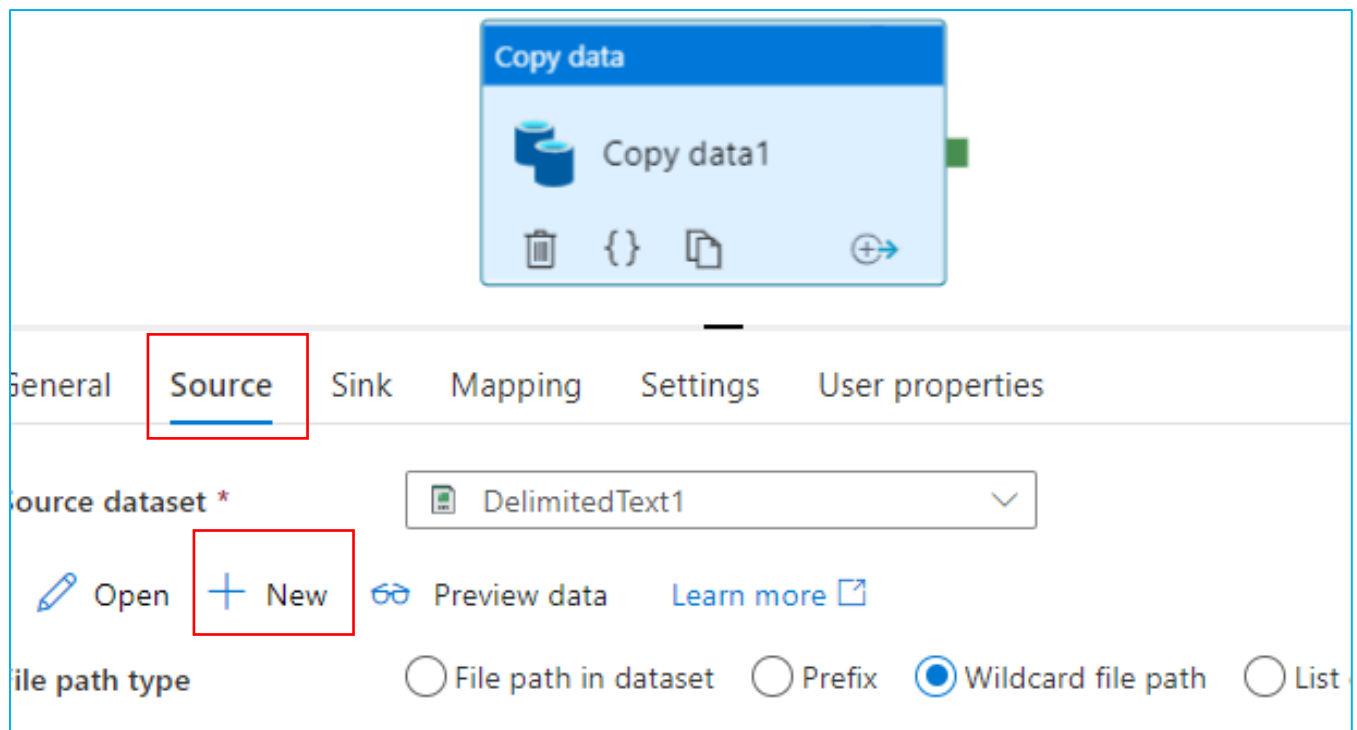 Copy data
Copy data1
{}
General Source Sink Mapping Settings User properties
Source dataset *
DelimitedText1
Open + New Preview data Learn more
File path type
File path in dataset Prefix Wildcard file path List